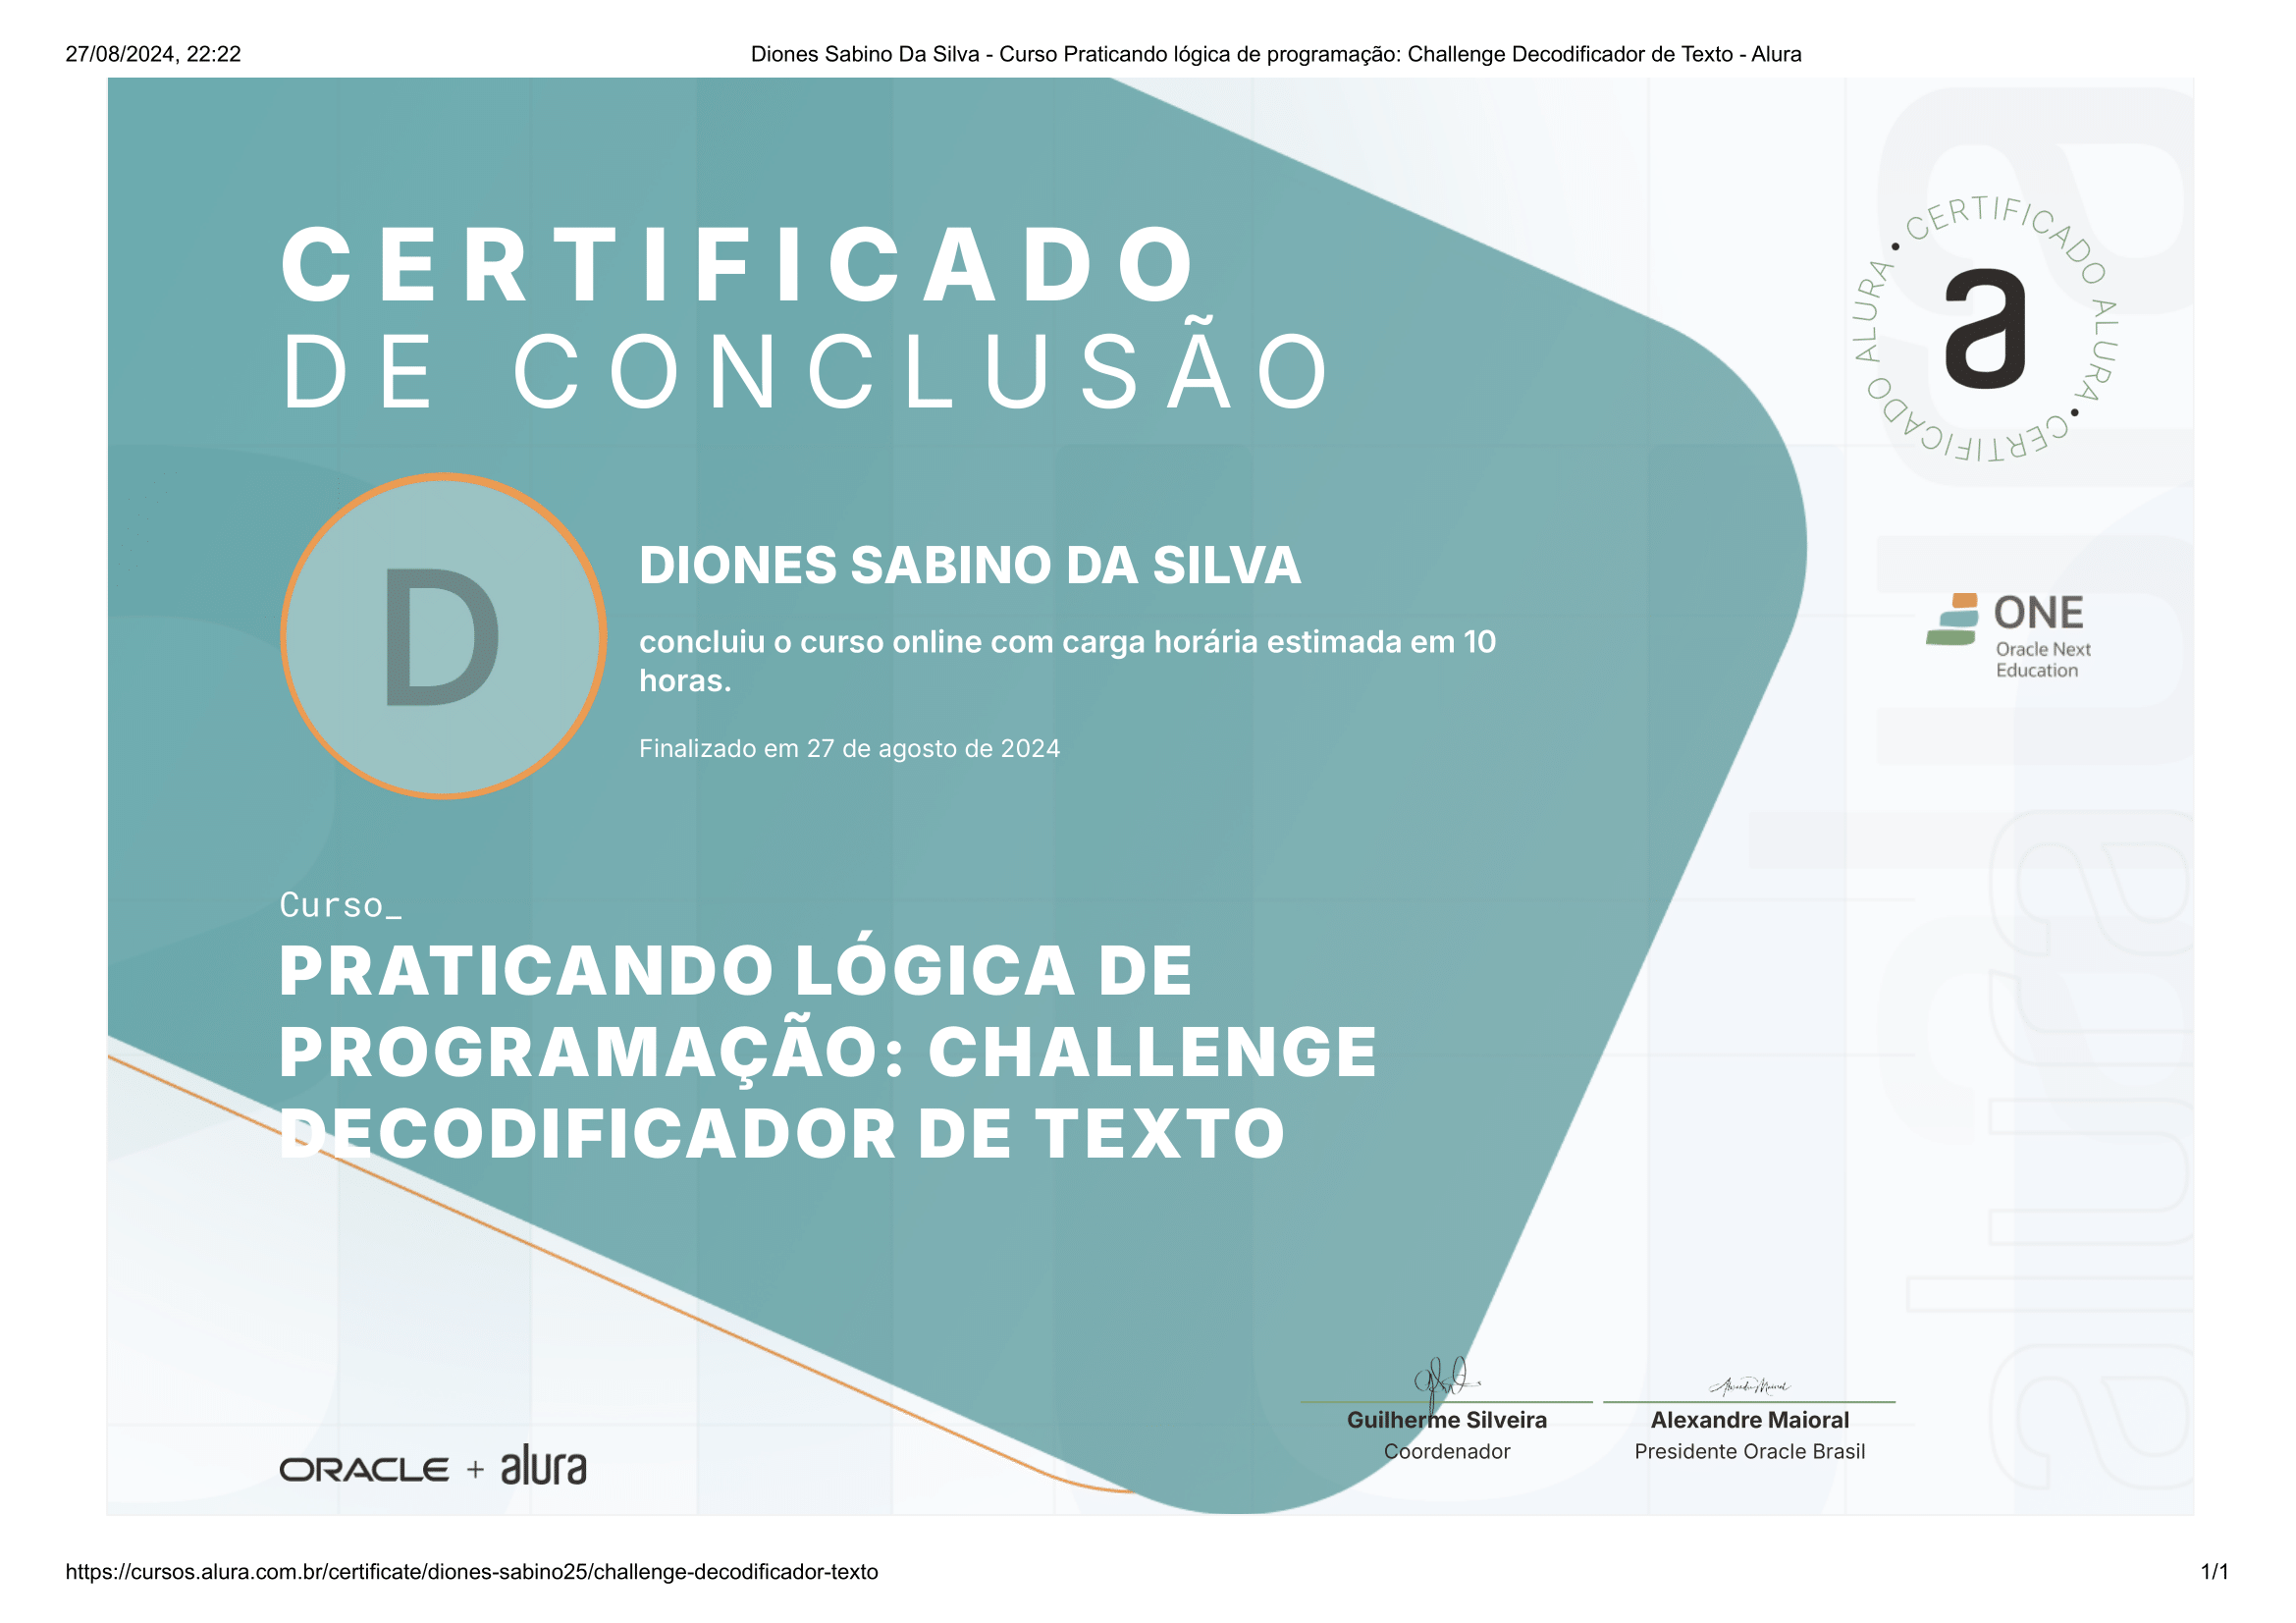 27/08/2024, 22:22
Diones Sabino Da Silva - Curso Praticando lógica de programação: Challenge Decodificador de Texto - Alura
CERTIFICADO
DE CONCLUSÃO
• CERTIFICADO ALURA • CERTIFICADO ALURA
a
D
DIONES SABINO DA SILVA
concluiu o curso online com carga horária estimada em 10
horas.
Finalizado em 27 de agosto de 2024
ONE
Oracle Next
Education
Curso_
PRATICANDO LÓGICA DE
PROGRAMAÇÃO: CHALLENGE
DECODIFICADOR DE TEXTO
alura
Guilherme Silveira
Coordenador
Alexandre Maioral
Presidente Oracle Brasil
ORACLE + alura
https://cursos.alura.com.br/certificate/diones-sabino25/challenge-decodificador-texto
1/1